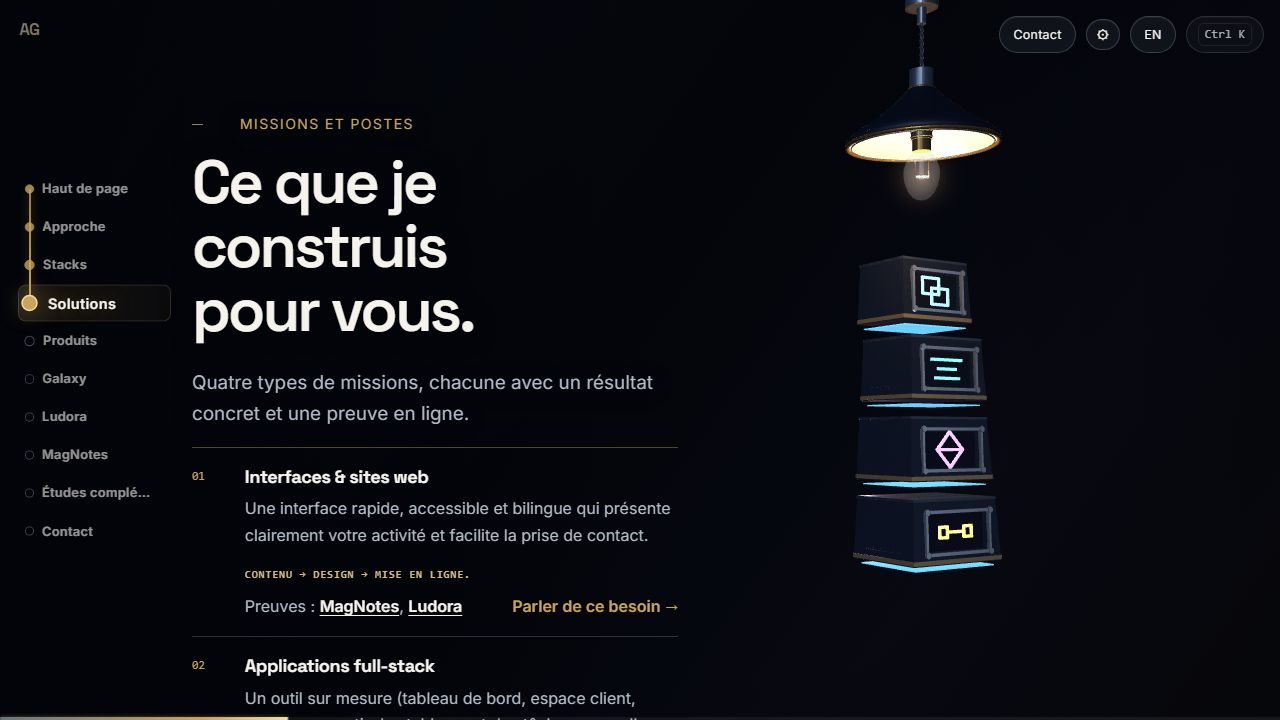 AG
Contact
EN
Ctrl K
Haut de page
Approche
Stacks
Solutions
Produits
Galaxy
Ludora
MagNotes
Études complé...
Contact
— MISSIONS ET POSTES
Ce que je
construis
pour vous.
Quatre types de missions, chacune avec un résultat
concret et une preuve en ligne.
01 Interfaces & sites web
Une interface rapide, accessible et bilingue qui présente
clairement votre activité et facilite la prise de contact.
CONTENU → DESIGN → MISE EN LIGNE.
Preuves : MagNotes, Ludora Parler de ce besoin →
02 Applications full-stack
Un outil sur mesure (tableau de bord, espace client,